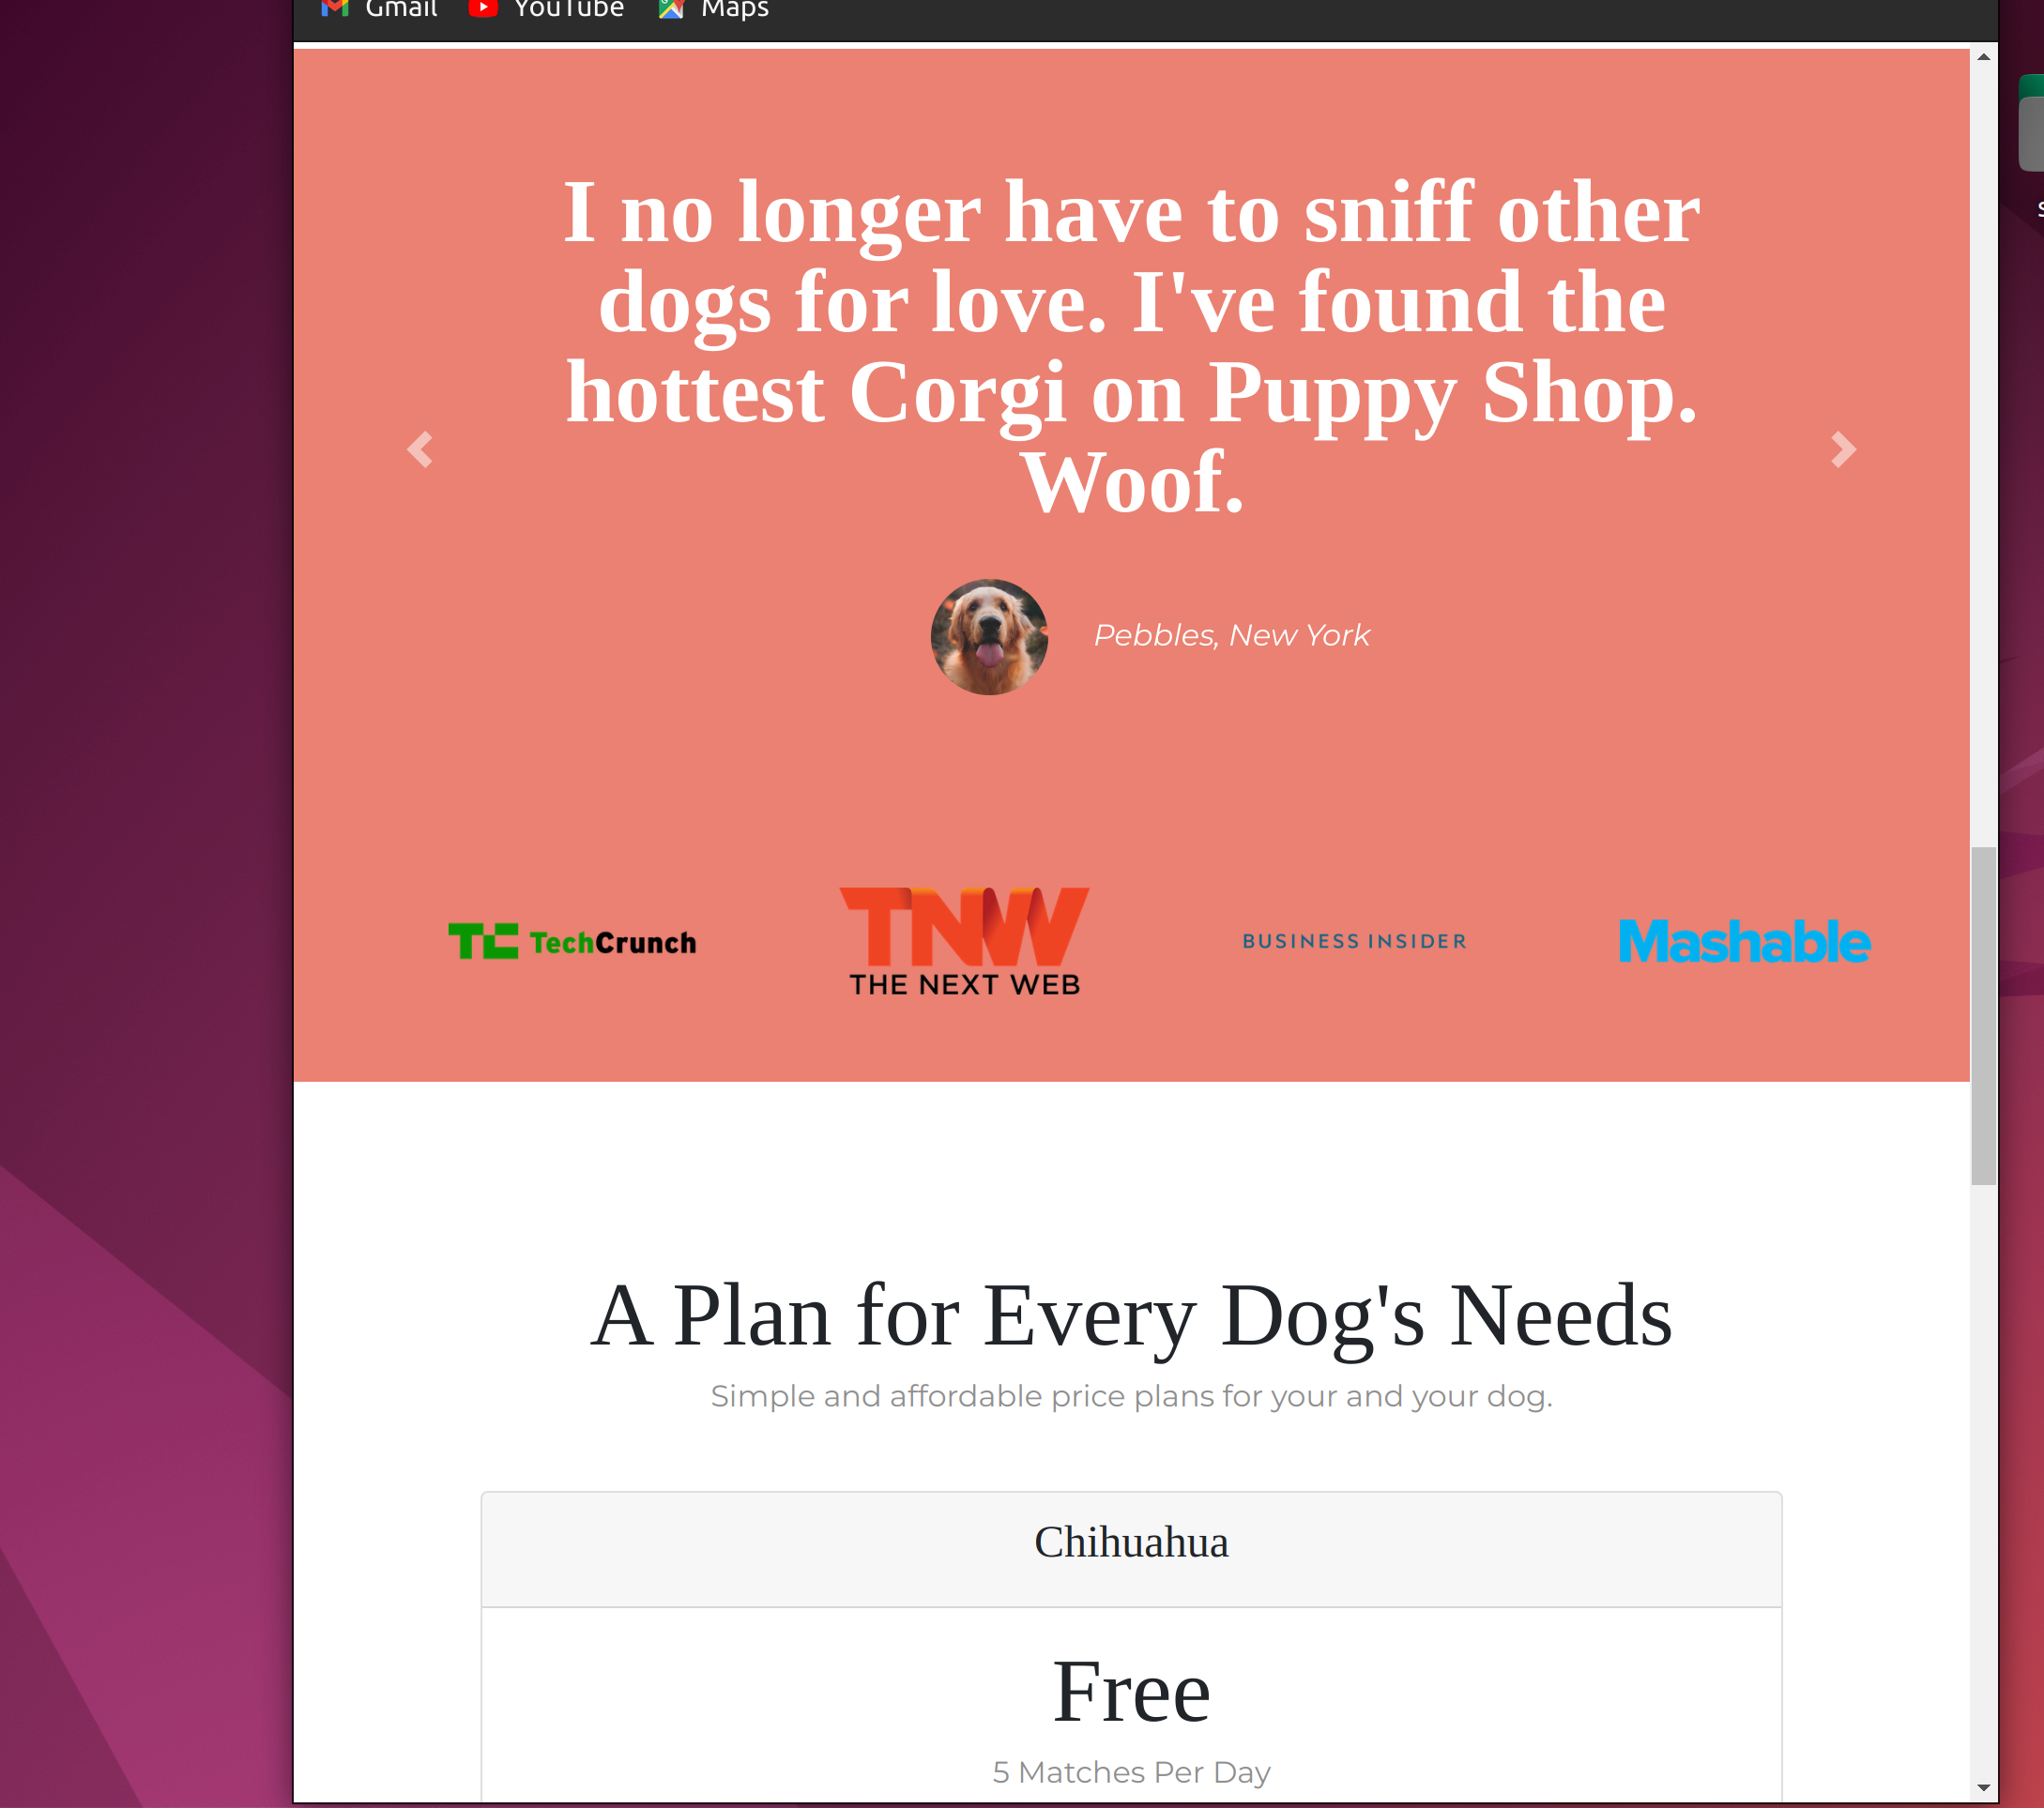 Gmail YouTube Maps
I no longer have to sniff other
dogs for love. I've found the
hottest Corgi on Puppy Shop.
Woof.
Pebbles, New York
TC TechCrunch
TNW
THE NEXT WEB
BUSINESS INSIDER
Mashable
A Plan for Every Dog's Needs
Simple and affordable price plans for your and your dog.
Chihuahua
Free
5 Matches Per Day